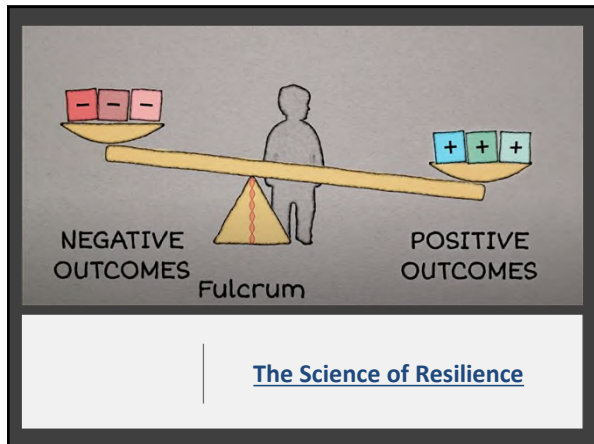 − − −
+ + +
NEGATIVE
OUTCOMES
POSITIVE
OUTCOMES
Fulcrum
The Science of Resilience